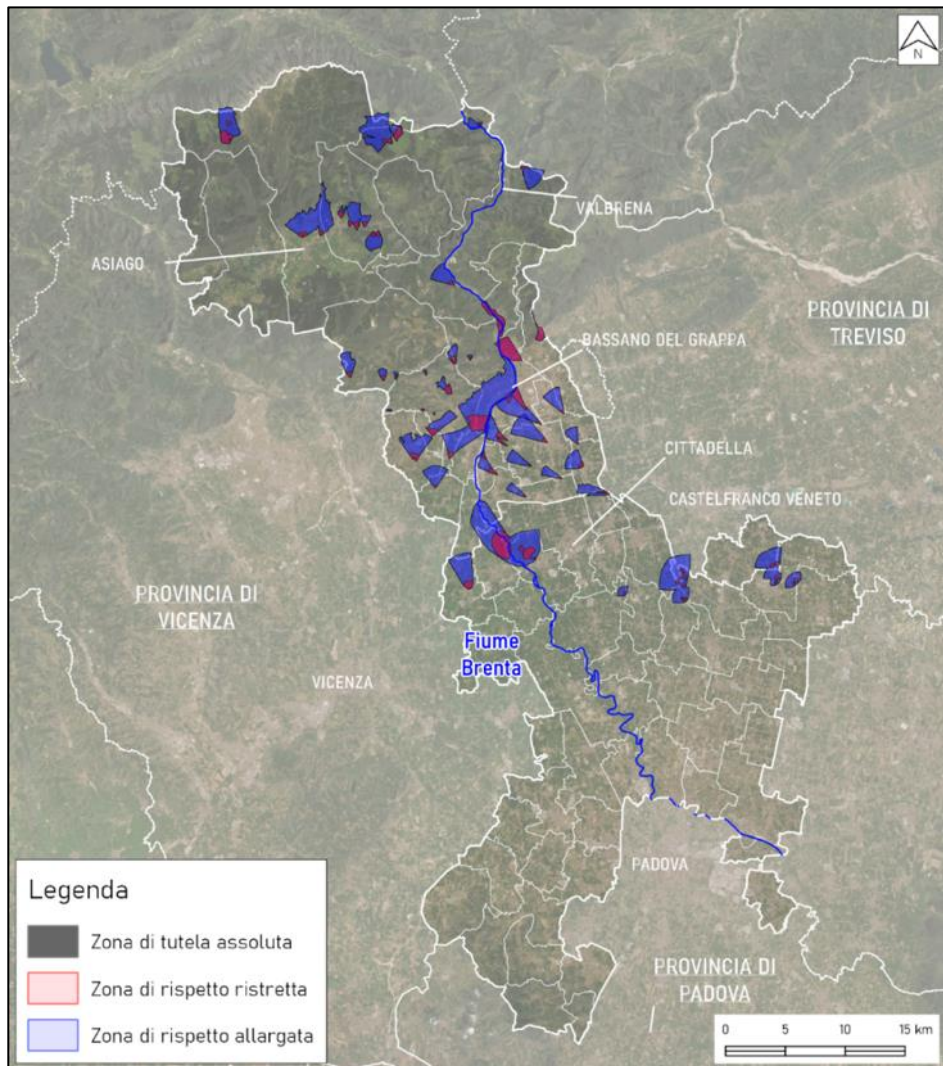 N
VALBRENA
ASIAGO
PROVINCIA DI
TREVISO
BASSANO DEL GRAPPA
CITTADELLA
CASTELFRANCO VENETO
PROVINCIA DI
VICENZA
Fiume
Brenta
VICENZA
PADOVA
PROVINCIA DI
PADOVA
Legenda
Zona di tutela assoluta
Zona di rispetto ristretta
Zona di rispetto allargata
0 5 10 15 km